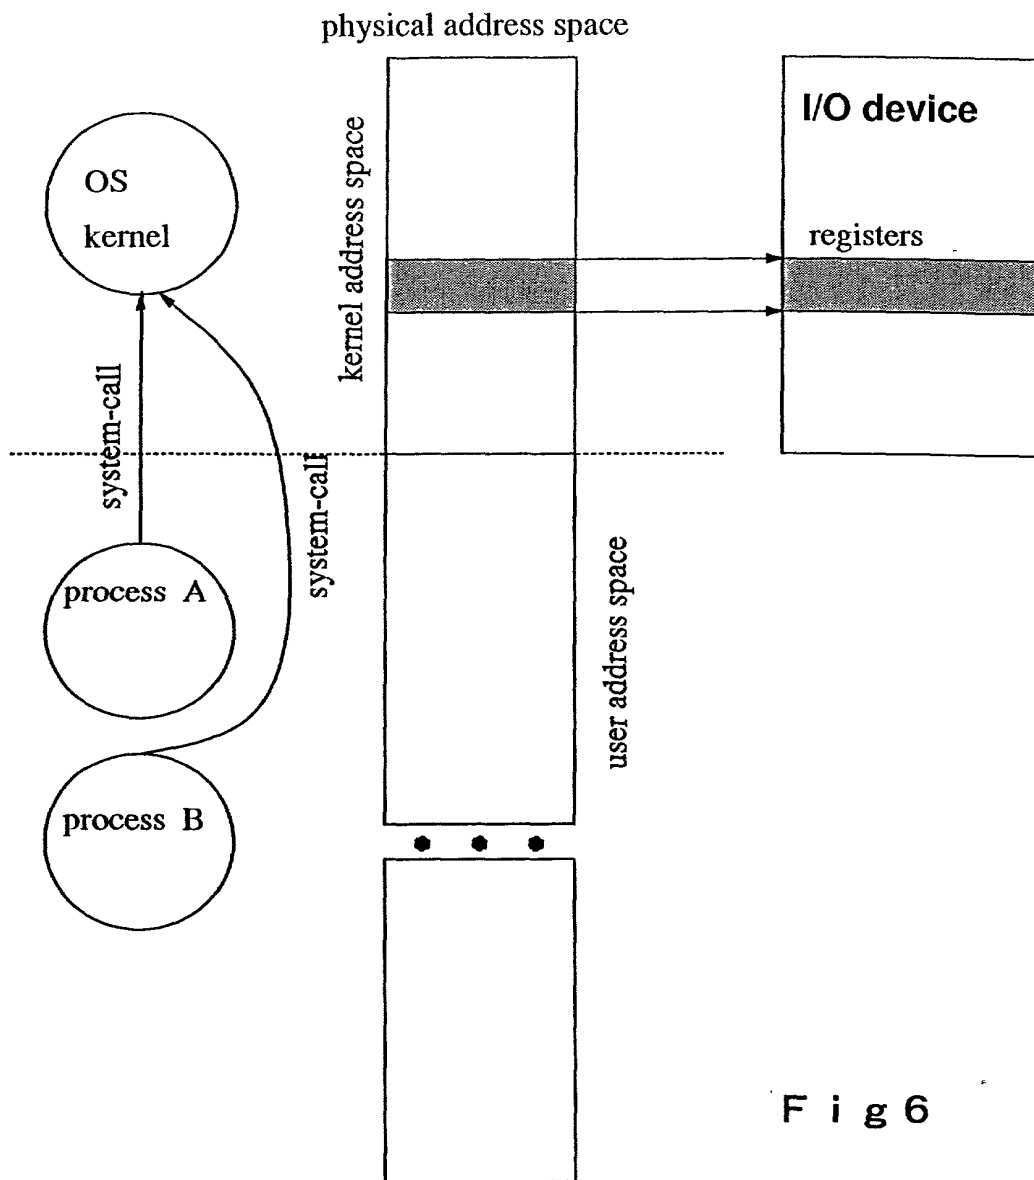 physical address space
I/O device
OS
kernel
kernel address space
registers
system-call
system-call
process A
user address space
process B
Fig6